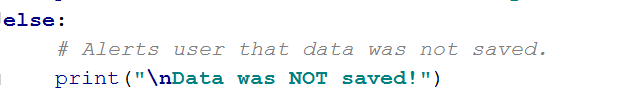 else:
    # Alerts user that data was not saved.
    print("\nData was NOT saved!")